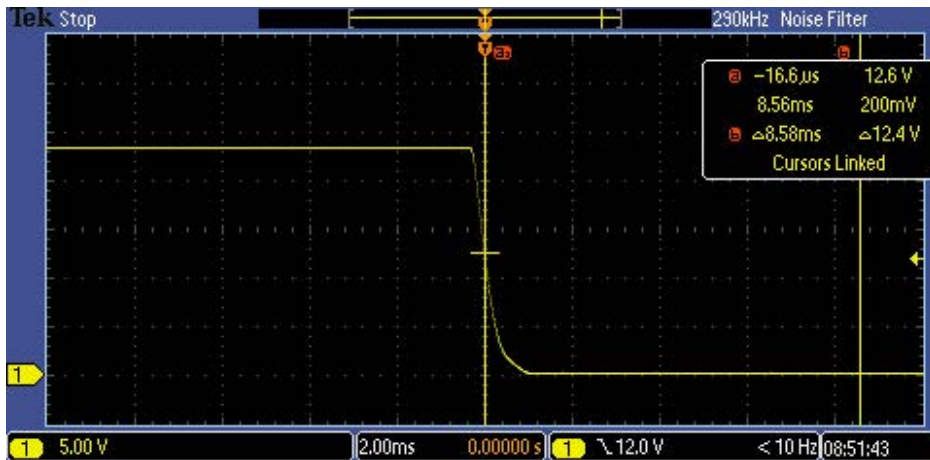 Tek Stop 290kHz Noise Filter
T
T a b
a −16.6µs 12.6 V
8.56ms 200mV
b △8.58ms △12.4 V
Cursors Linked
1
1 5.00 V 2.00ms 0.00000 s 1 12.0 V < 10 Hz 08:51:43